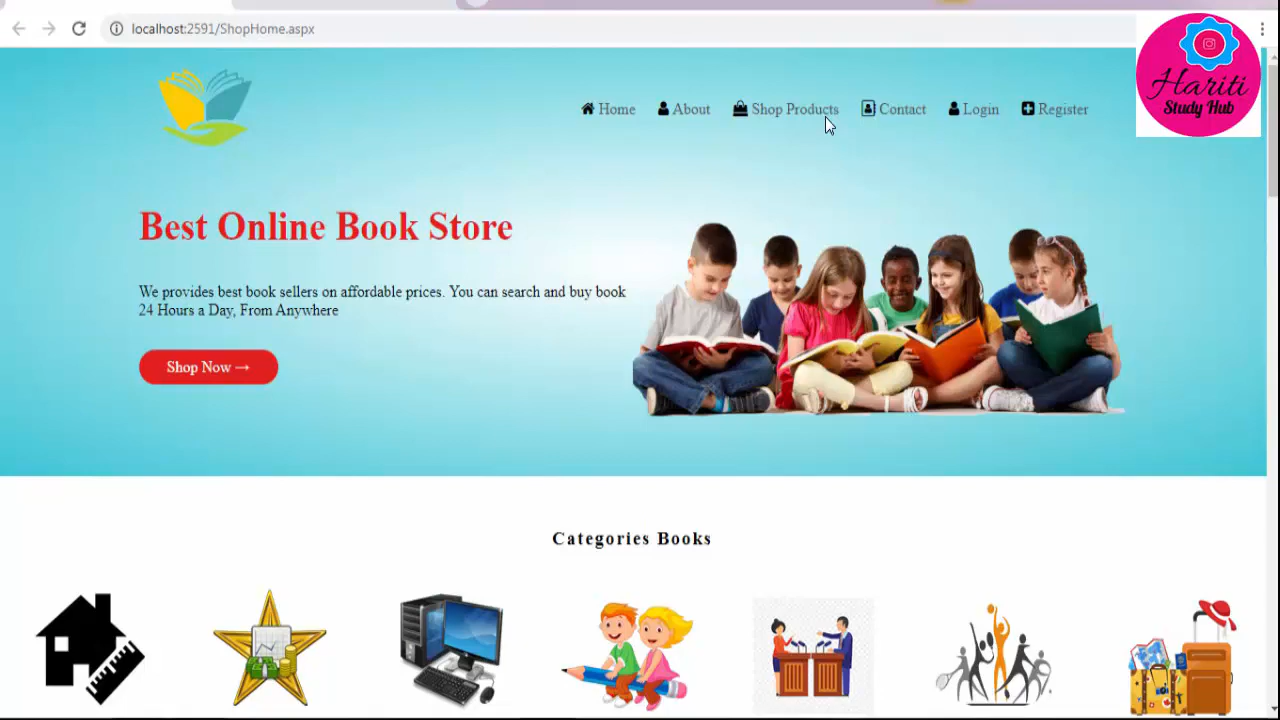 localhost:2591/ShopHome.aspx
Hariti
Study Hub
Home About Shop Products Contact Login Register
Best Online Book Store
We provides best book sellers on affordable prices. You can search and buy book
24 Hours a Day, From Anywhere
Shop Now →
Categories Books